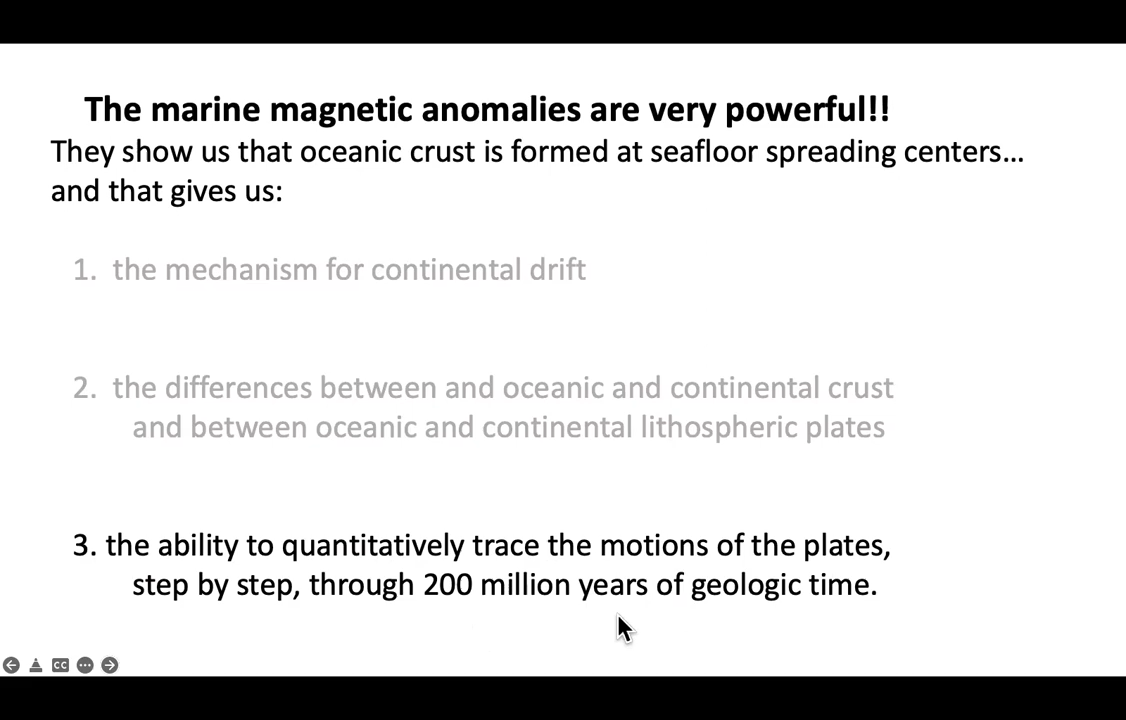 The marine magnetic anomalies are very powerful!!
They show us that oceanic crust is formed at seafloor spreading centers...
and that gives us:
1. the mechanism for continental drift
2. the differences between and oceanic and continental crust
and between oceanic and continental lithospheric plates
3. the ability to quantitatively trace the motions of the plates,
step by step, through 200 million years of geologic time.
CC